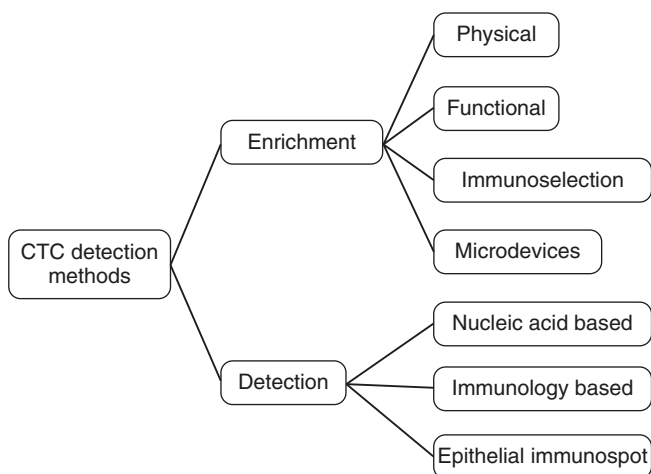 Physical
Functional
Enrichment
Immunoselection
CTC detection
methods
Microdevices
Nucleic acid based
Detection
Immunology based
Epithelial immunospot